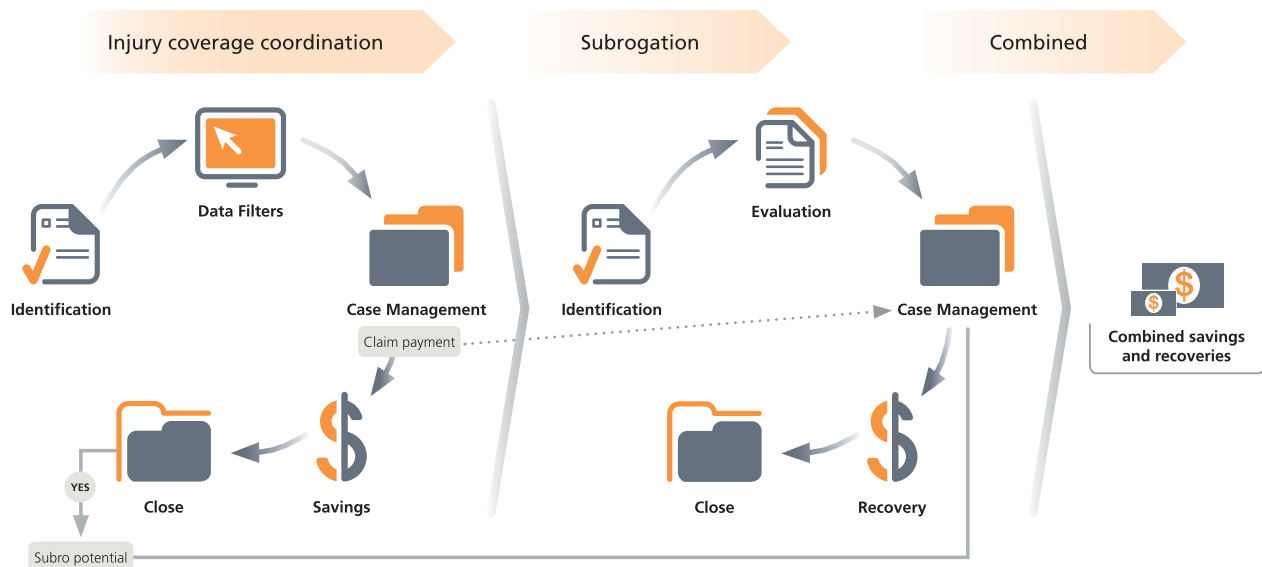 Injury coverage coordination
Subrogation
Combined
Data Filters
Identification
Case Management
Claim payment
Savings
Close
YES
Subro potential
Evaluation
Identification
Case Management
Recovery
Close
$
$
Combined savings
and recoveries